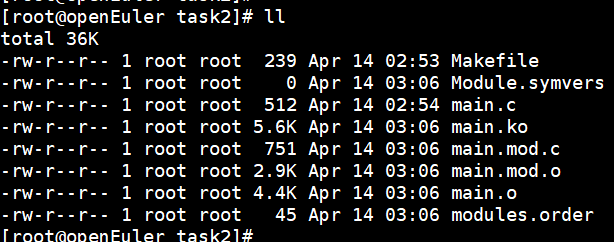 [root@openEuler task2]# ll
total 36K
-rw-r--r-- 1 root root  239 Apr 14 02:53 Makefile
-rw-r--r-- 1 root root    0 Apr 14 03:06 Module.symvers
-rw-r--r-- 1 root root  512 Apr 14 02:54 main.c
-rw-r--r-- 1 root root 5.6K Apr 14 03:06 main.ko
-rw-r--r-- 1 root root  751 Apr 14 03:06 main.mod.c
-rw-r--r-- 1 root root 2.9K Apr 14 03:06 main.mod.o
-rw-r--r-- 1 root root 4.4K Apr 14 03:06 main.o
-rw-r--r-- 1 root root   45 Apr 14 03:06 modules.order
[root@openEuler task2]#